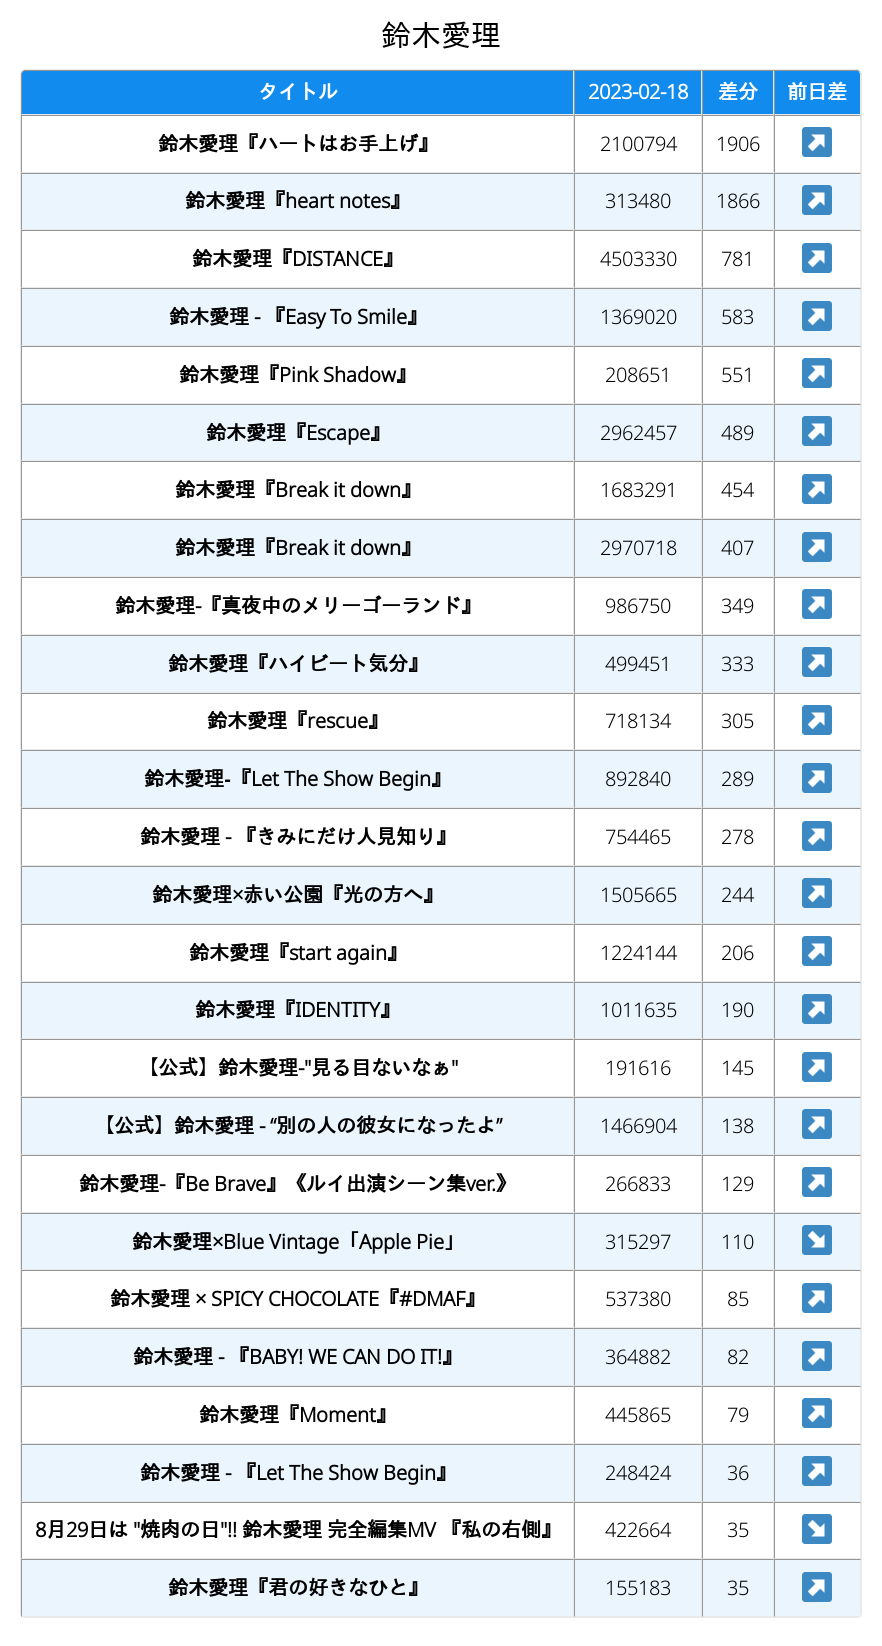 鈴木愛理
タイトル 2023-02-18 差分 前日差
鈴木愛理『ハートはお手上げ』 2100794 1906
鈴木愛理『heart notes』 313480 1866
鈴木愛理『DISTANCE』 4503330 781
鈴木愛理 - 『Easy To Smile』 1369020 583
鈴木愛理『Pink Shadow』 208651 551
鈴木愛理『Escape』 2962457 489
鈴木愛理『Break it down』 1683291 454
鈴木愛理『Break it down』 2970718 407
鈴木愛理-『真夜中のメリーゴーランド』 986750 349
鈴木愛理『ハイビート気分』 499451 333
鈴木愛理『rescue』 718134 305
鈴木愛理-『Let The Show Begin』 892840 289
鈴木愛理 - 『きみにだけ人見知り』 754465 278
鈴木愛理×赤い公園『光の方へ』 1505665 244
鈴木愛理『start again』 1224144 206
鈴木愛理『IDENTITY』 1011635 190
【公式】鈴木愛理-"見る目ないなぁ" 191616 145
【公式】鈴木愛理 - “別の人の彼女になったよ” 1466904 138
鈴木愛理-『Be Brave』《ルイ出演シーン集ver.》 266833 129
鈴木愛理×Blue Vintage「Apple Pie」 315297 110
鈴木愛理 × SPICY CHOCOLATE『#DMAF』 537380 85
鈴木愛理 - 『BABY! WE CAN DO IT!』 364882 82
鈴木愛理『Moment』 445865 79
鈴木愛理 - 『Let The Show Begin』 248424 36
8月29日は "焼肉の日"!! 鈴木愛理 完全編集MV 『私の右側』 422664 35
鈴木愛理『君の好きなひと』 155183 35